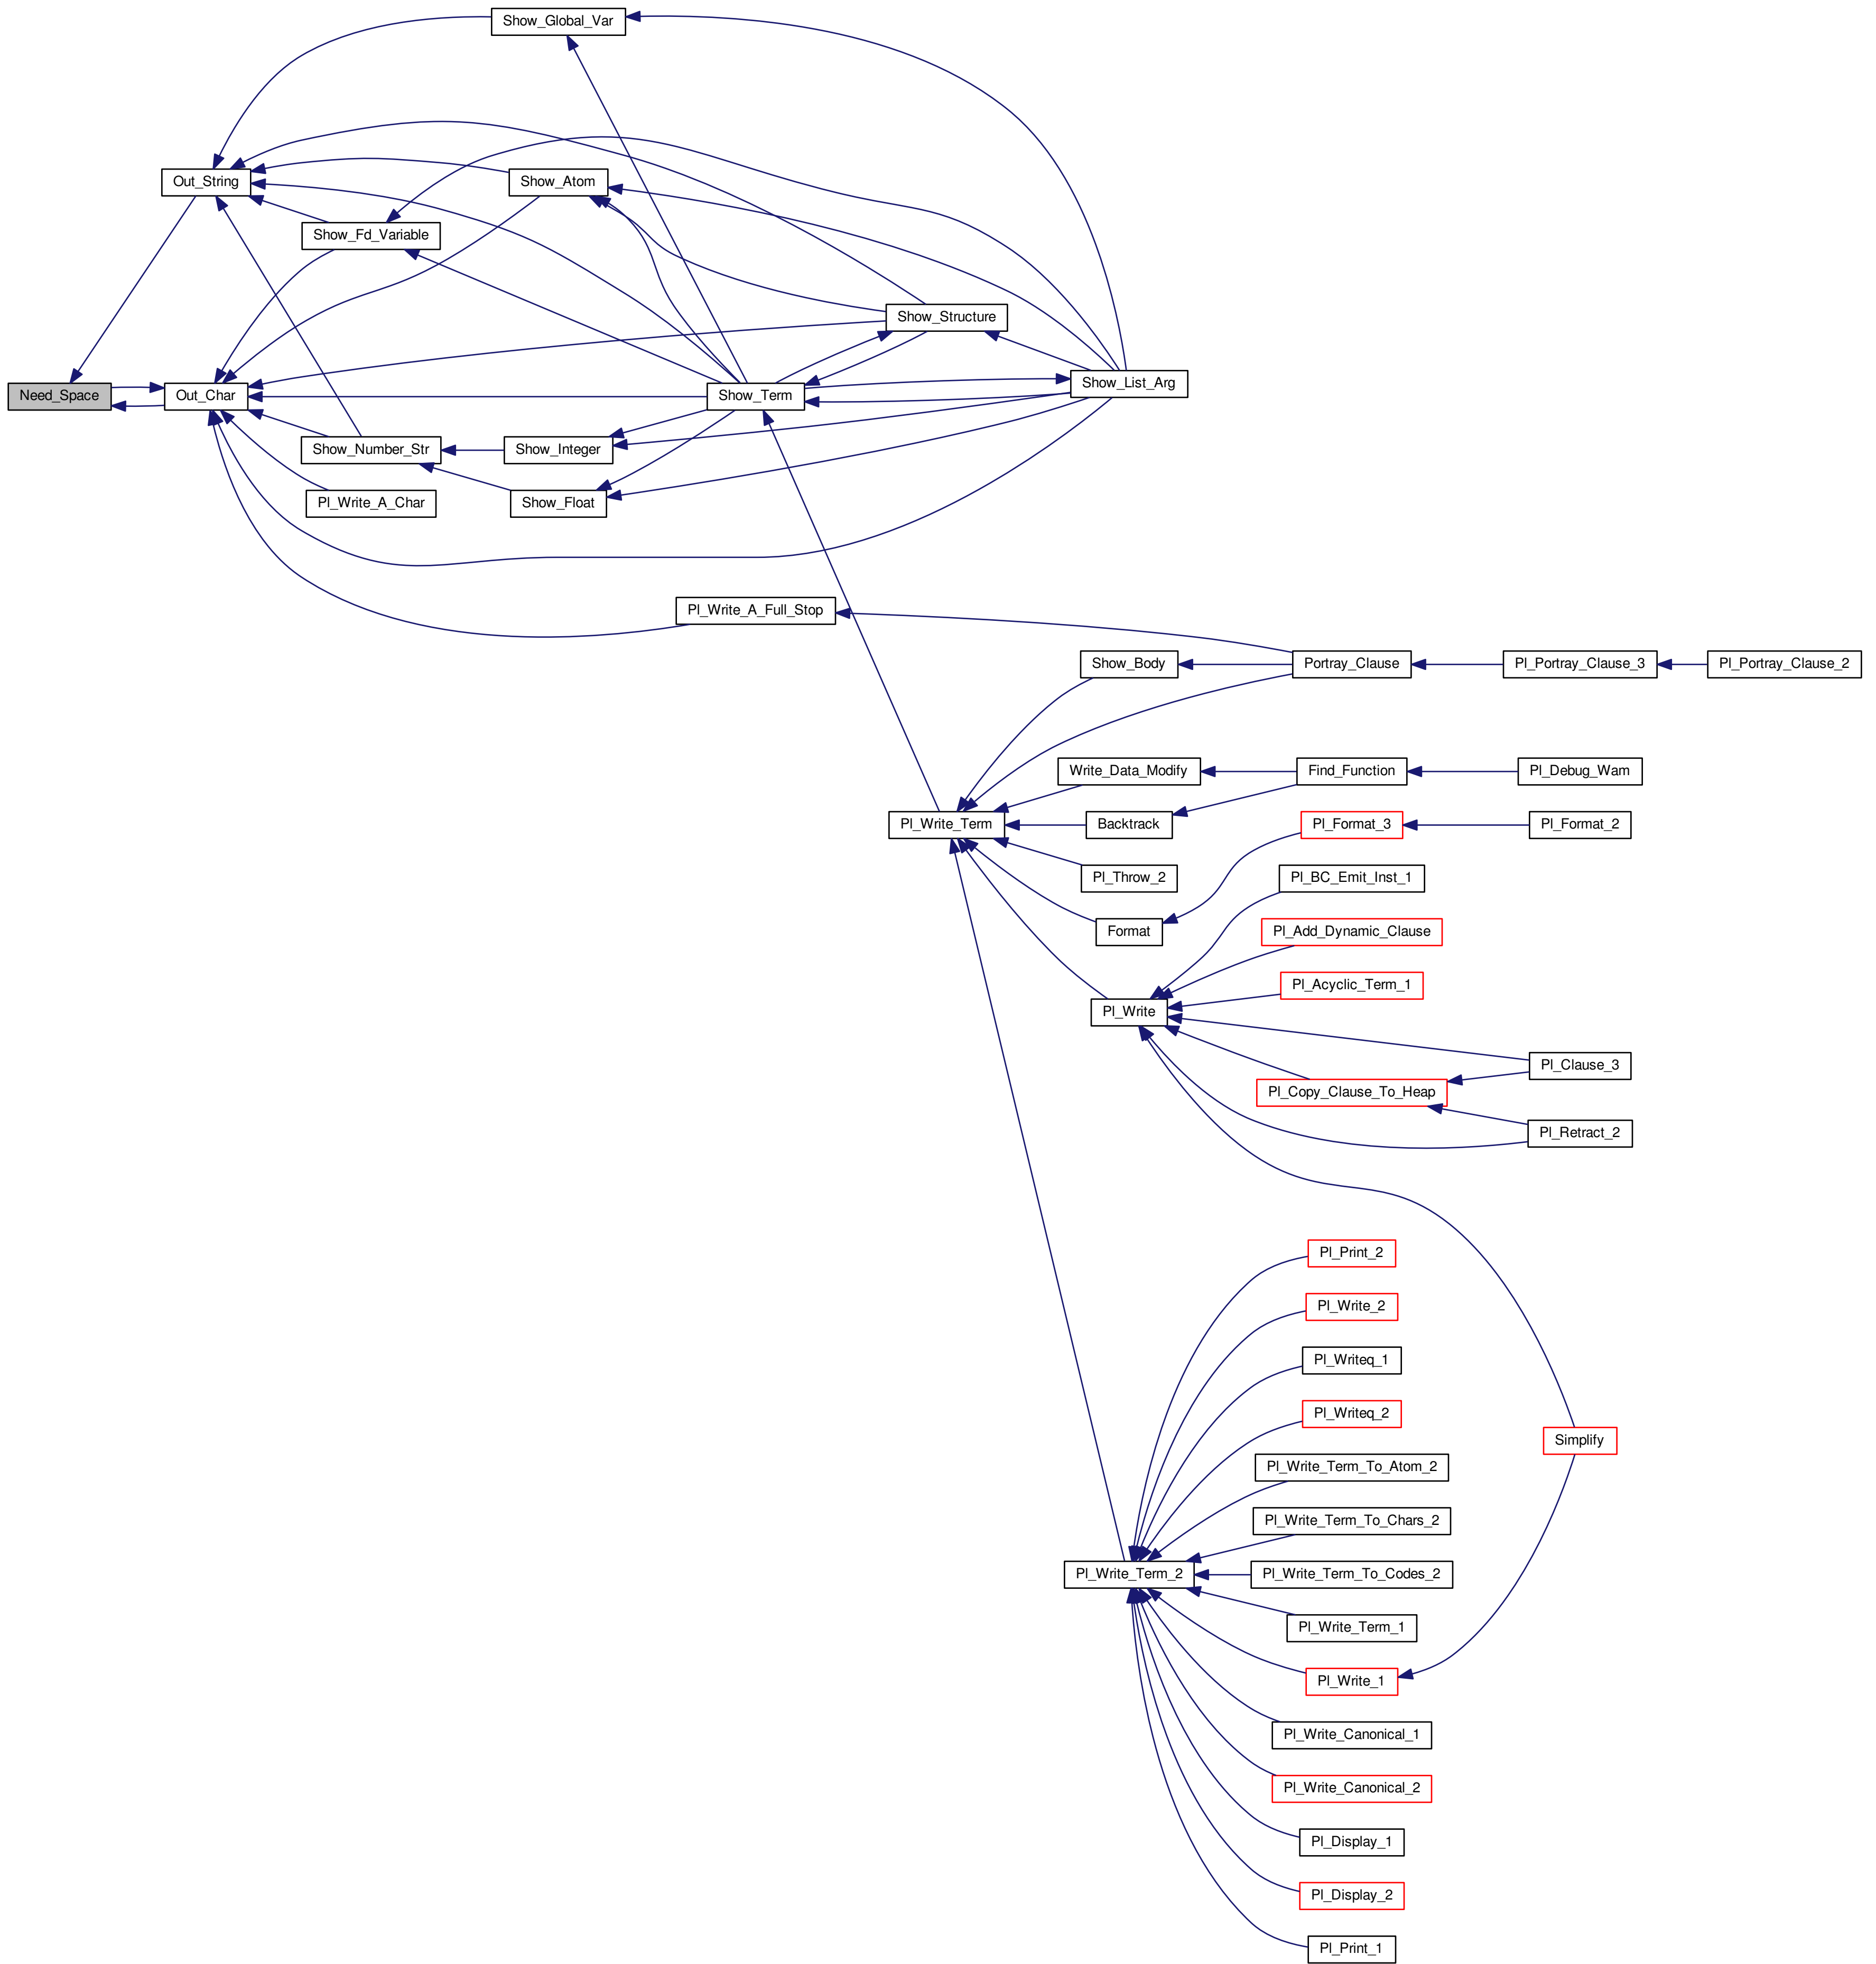 Show_Global_Var
Out_String
Show_Atom
Show_Fd_Variable
Show_Structure
Need_Space
Out_Char
Show_Term
Show_List_Arg
Show_Number_Str
Show_Integer
Pl_Write_A_Char
Show_Float
Pl_Write_A_Full_Stop
Show_Body
Portray_Clause
Pl_Portray_Clause_3
Pl_Portray_Clause_2
Write_Data_Modify
Find_Function
Pl_Debug_Wam
Pl_Write_Term
Backtrack
Pl_Format_3
Pl_Format_2
Pl_Throw_2
Pl_BC_Emit_Inst_1
Format
Pl_Add_Dynamic_Clause
Pl_Acyclic_Term_1
Pl_Write
Pl_Clause_3
Pl_Copy_Clause_To_Heap
Pl_Retract_2
Pl_Print_2
Pl_Write_2
Pl_Writeq_1
Pl_Writeq_2
Simplify
Pl_Write_Term_To_Atom_2
Pl_Write_Term_To_Chars_2
Pl_Write_Term_2
Pl_Write_Term_To_Codes_2
Pl_Write_Term_1
Pl_Write_1
Pl_Write_Canonical_1
Pl_Write_Canonical_2
Pl_Display_1
Pl_Display_2
Pl_Print_1